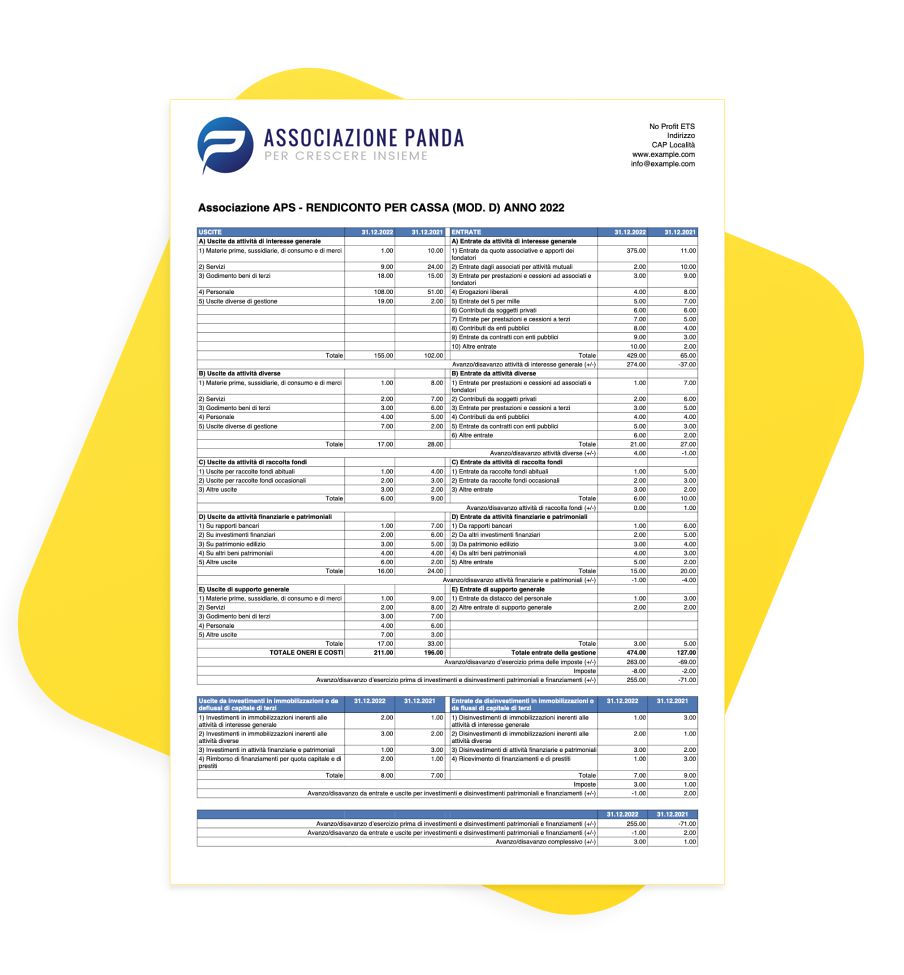 ASSOCIAZIONE PANDA
PER CRESCERE INSIEME
No Profit ETS
Indirizzo
CAP Località
www.example.com
info@example.com
Associazione APS - RENDICONTO PER CASSA (MOD. D) ANNO 2022
USCITE 31.12.2022 31.12.2021 ENTRATE 31.12.2022 31.12.2021
A) Uscite da attività di interesse generale A) Entrate da attività di interesse generale
1) Materie prime, sussidiarie, di consumo e di merci 1.00 10.00 1) Entrate da quote associative e apporti dei 375.00 11.00
fondatori
2) Servizi 9.00 24.00 2) Entrate dagli associati per attività mutuali 2.00 10.00
3) Godimento beni di terzi 18.00 15.00 3) Entrate per prestazioni e cessioni ad associati e 3.00 9.00
fondatori
4) Personale 108.00 51.00 4) Erogazioni liberali 4.00 8.00
5) Uscite diverse di gestione 19.00 2.00 5) Entrate del 5 per mille 5.00 7.00
6) Contributi da soggetti privati 6.00 6.00
7) Entrate per prestazioni e cessioni a terzi 7.00 5.00
8) Contributi da enti pubblici 8.00 4.00
9) Entrate da contratti con enti pubblici 9.00 3.00
10) Altre entrate 10.00 2.00
Totale 155.00 102.00 Totale 429.00 65.00
Avanzo/disavanzo attività di interesse generale (+/-) 274.00 -37.00
B) Uscite da attività diverse B) Entrate da attività diverse
1) Materie prime, sussidiarie, di consumo e di merci 1.00 8.00 1) Entrate per prestazioni e cessioni ad associati e 1.00 7.00
fondatori
2) Servizi 2.00 7.00 2) Contributi da soggetti privati 2.00 6.00
3) Godimento beni di terzi 3.00 6.00 3) Entrate per prestazioni e cessioni a terzi 3.00 5.00
4) Personale 4.00 5.00 4) Contributi da enti pubblici 4.00 4.00
5) Uscite diverse di gestione 7.00 2.00 5) Entrate da contratti con enti pubblici 5.00 3.00
6) Altre entrate 6.00 2.00
Totale 17.00 28.00 Totale 21.00 27.00
Avanzo/disavanzo attività diverse (+/-) 4.00 -1.00
C) Uscite da attività di raccolta fondi C) Entrate da attività di raccolta fondi
1) Uscite per raccolte fondi abituali 1.00 4.00 1) Entrate da raccolte fondi abituali 1.00 5.00
2) Uscite per raccolte fondi occasionali 2.00 3.00 2) Entrate da raccolte fondi occasionali 2.00 3.00
3) Altre uscite 3.00 2.00 3) Altre entrate 3.00 2.00
Totale 6.00 9.00 Totale 6.00 10.00
Avanzo/disavanzo attività di raccolta fondi (+/-) 0.00 1.00
D) Uscite da attività finanziarie e patrimoniali D) Entrate da attività finanziarie e patrimoniali
1) Su rapporti bancari 1.00 7.00 1) Da rapporti bancari 1.00 6.00
2) Su investimenti finanziari 2.00 6.00 2) Da altri investimenti finanziari 2.00 5.00
3) Su patrimonio edilizio 3.00 5.00 3) Da patrimonio edilizio 3.00 4.00
4) Su altri beni patrimoniali 4.00 4.00 4) Da altri beni patrimoniali 4.00 3.00
5) Altre uscite 6.00 2.00 5) Altre entrate 5.00 2.00
Totale 16.00 24.00 Totale 15.00 20.00
Avanzo/disavanzo attività finanziarie e patrimoniali (+/-) -1.00 -4.00
E) Uscite di supporto generale E) Entrate di supporto generale
1) Materie prime, sussidiarie, di consumo e di merci 1.00 9.00 1) Entrate da distacco del personale 1.00 3.00
2) Servizi 2.00 8.00 2) Altre entrate di supporto generale 2.00 2.00
3) Godimento beni di terzi 3.00 7.00
4) Personale 4.00 6.00
5) Altre uscite 7.00 3.00
Totale 17.00 33.00 Totale 3.00 5.00
TOTALE ONERI E COSTI 211.00 196.00 Totale entrate della gestione 474.00 127.00
Avanzo/disavanzo d'esercizio prima delle imposte (+/-) 263.00 -69.00
Imposte -8.00 -2.00
Avanzo/disavanzo d'esercizio prima di investimenti e disinvestimenti patrimoniali e finanziamenti (+/-) 255.00 -71.00
Uscite da investimenti in immobilizzazioni o da 31.12.2022 31.12.2021 Entrate da disinvestimenti in immobilizzazioni o 31.12.2022 31.12.2021
deflussi di capitale di terzi da flussi di capitale di terzi
1) Investimenti in immobilizzazioni inerenti alle 2.00 1.00 1) Disinvestimenti di immobilizzazioni inerenti alle 1.00 3.00
attività di interesse generale attività di interesse generale
2) Investimenti in immobilizzazioni inerenti alle 3.00 2.00 2) Disinvestimenti di immobilizzazioni inerenti alle 2.00 1.00
attività diverse attività diverse
3) Investimenti in attività finanziarie e patrimoniali 1.00 3.00 3) Disinvestimenti di attività finanziarie e patrimoniali 3.00 2.00
4) Rimborso di finanziamenti per quota capitale e di 2.00 1.00 4) Ricevimento di finanziamenti e di prestiti 1.00 3.00
prestiti
Totale 8.00 7.00 Totale 7.00 9.00
Imposte 3.00 1.00
Avanzo/disavanzo da entrate e uscite per investimenti e disinvestimenti patrimoniali e finanziamenti (+/-) -1.00 2.00
31.12.2022 31.12.2021
Avanzo/disavanzo d'esercizio prima di investimenti e disinvestimenti patrimoniali e finanziamenti (+/-) 255.00 -71.00
Avanzo/disavanzo da entrate e uscite per investimenti e disinvestimenti patrimoniali e finanziamenti (+/-) -1.00 2.00
Avanzo/disavanzo complessivo (+/-) 3.00 1.00